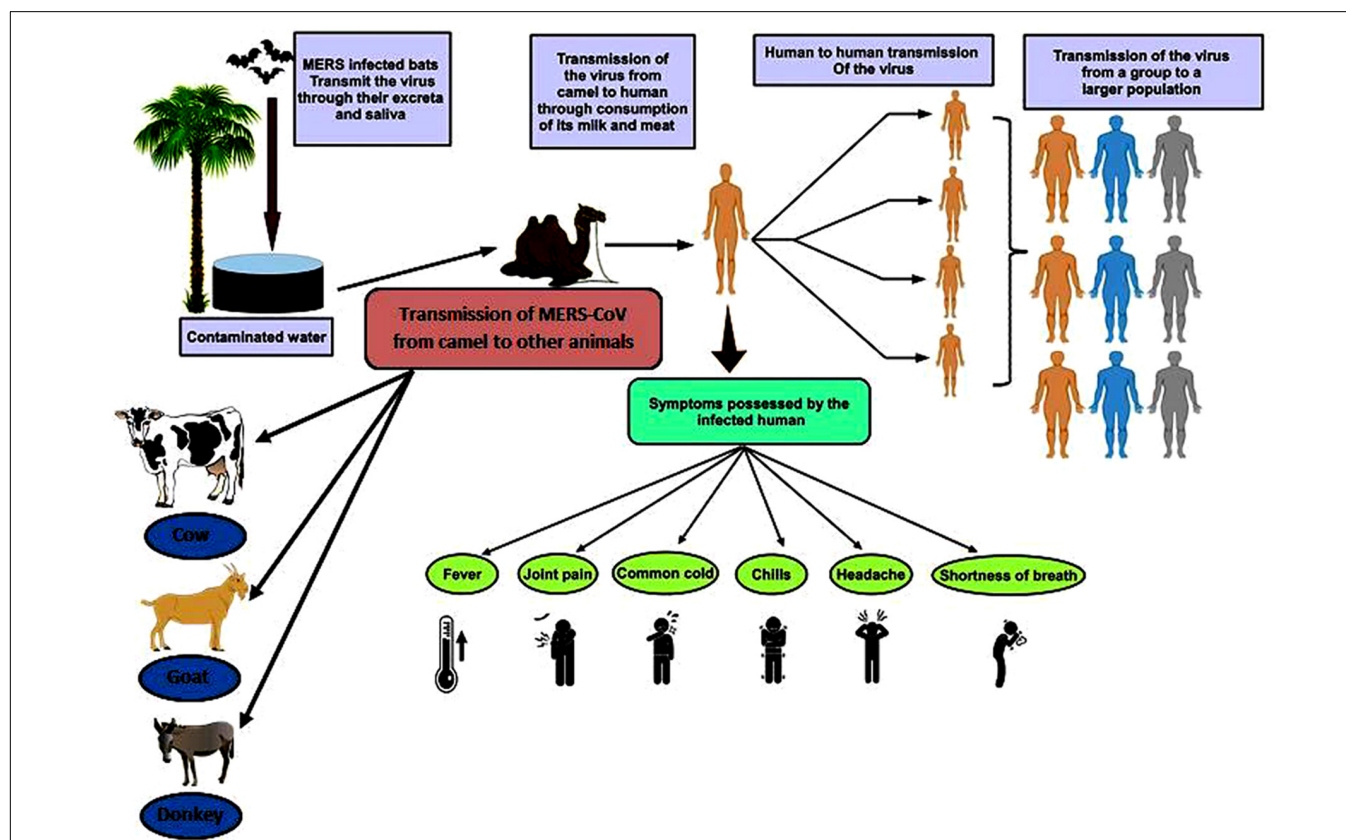 MERS infected bats
Transmit the virus
through their excreta
and saliva
Transmission of
the virus from
camel to human
through consumption
of its milk and meat
Human to human transmission
Of the virus
Transmission of the virus
from a group to a
larger population
Contaminated water
Transmission of MERS-CoV
from camel to other animals
Symptoms possessed by the
infected human
Cow
Goat
Donkey
Fever
Joint pain
Common cold
Chills
Headache
Shortness of breath